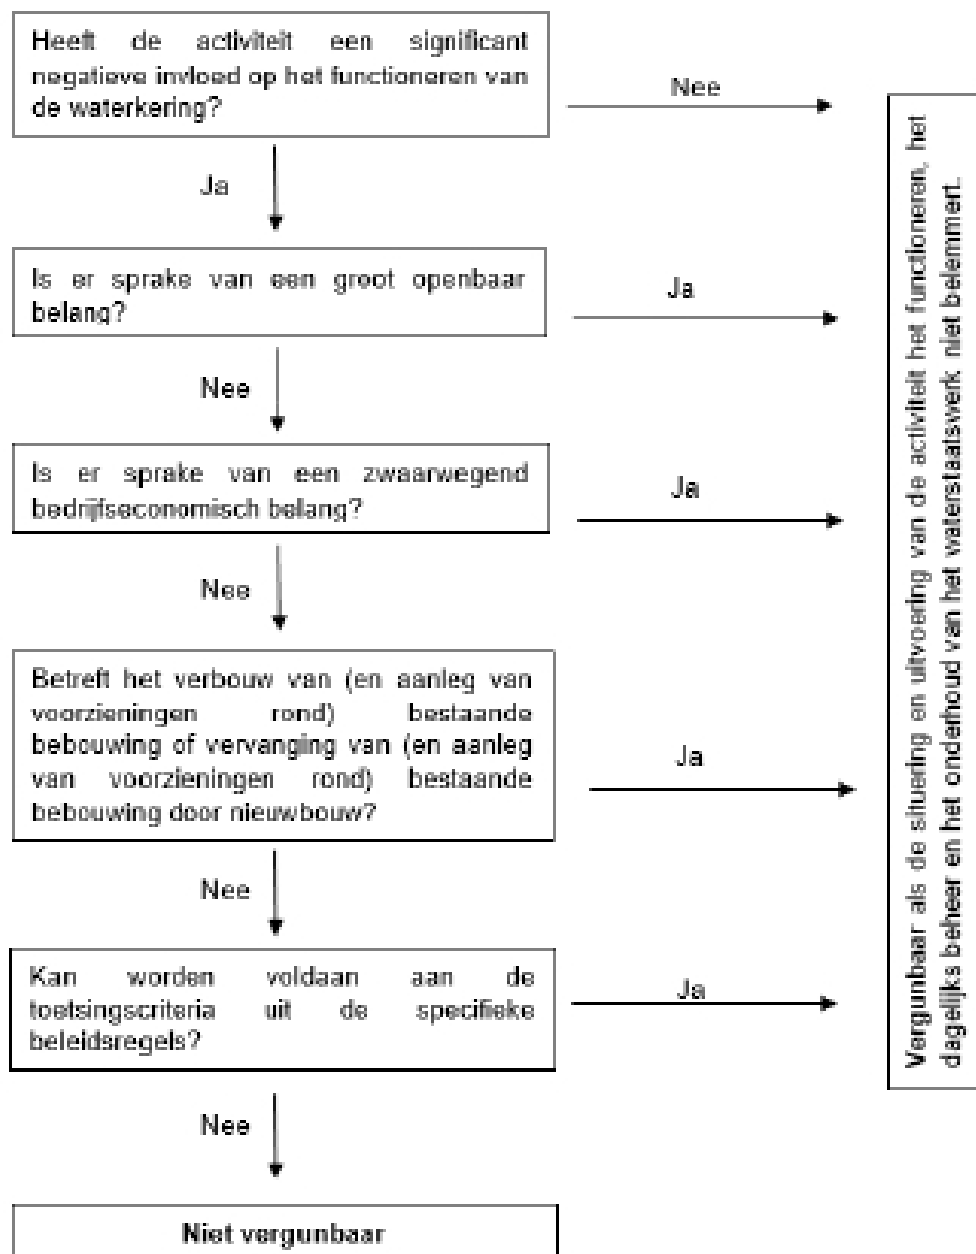 Heeft de activiteit een significant
negatieve invloed op het functioneren van
de waterkering?
Nee
Ja
Is er sprake van een groot openbaar
belang?
Ja
Nee
Is er sprake van een zwaarwegend
bedrijfseconomisch belang?
Ja
Nee
Betreft het verbouw van (en aanleg van
voorzieningen rond) bestaande
bebouwing of vervanging van (en aanleg
van voorzieningen rond) bestaande
bebouwing door nieuwbouw?
Ja
Nee
Kan worden voldaan aan de
toetsingscriteria uit de specifieke
beleidsregels?
Ja
Nee
Niet vergunbaar
Vergunbaar als de situering en uitvoering van de activiteit het functioneren, het
dagelijks beheer en het onderhoud van het waterstaatswerk niet belemmert.